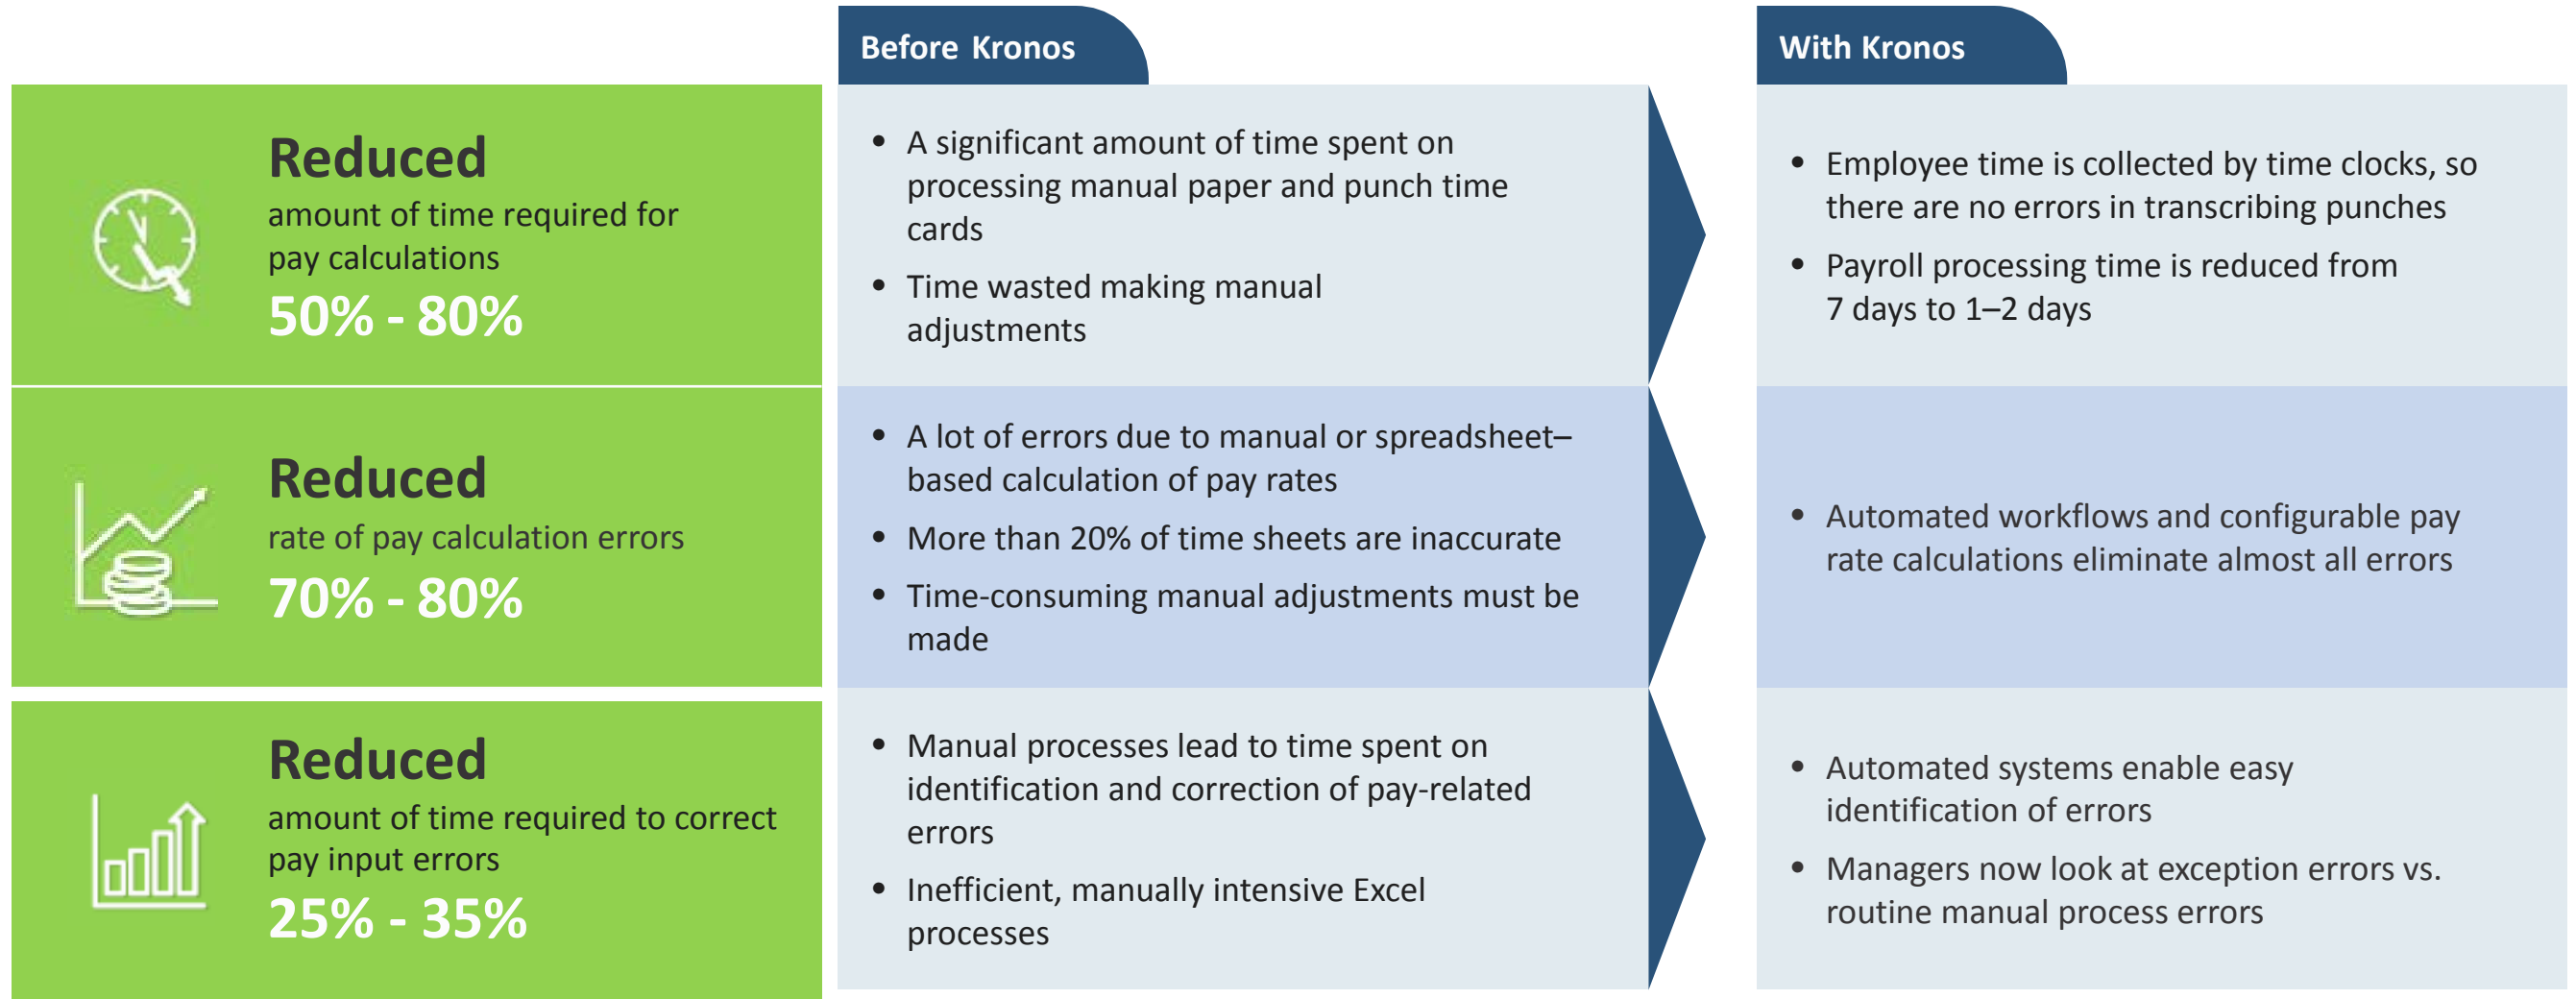 Before Kronos
With Kronos
Reduced
amount of time required for
pay calculations
50% - 80%
• A significant amount of time spent on
processing manual paper and punch time
cards
• Time wasted making manual
adjustments
• Employee time is collected by time clocks, so
there are no errors in transcribing punches
• Payroll processing time is reduced from
7 days to 1–2 days
Reduced
rate of pay calculation errors
70% - 80%
• A lot of errors due to manual or spreadsheet–
based calculation of pay rates
• More than 20% of time sheets are inaccurate
• Time-consuming manual adjustments must be
made
• Automated workflows and configurable pay
rate calculations eliminate almost all errors
Reduced
amount of time required to correct
pay input errors
25% - 35%
• Manual processes lead to time spent on
identification and correction of pay-related
errors
• Inefficient, manually intensive Excel
processes
• Automated systems enable easy
identification of errors
• Managers now look at exception errors vs.
routine manual process errors